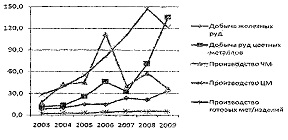 150,0
120,0
90,0
60,0
30,0
0,0
2003 2004 2005 2006 2007 2008 2009
Добыча железных
руд
Добыча руд цветных
металлов
Производство ЧМ
Производство ЦМ
Производство
готовых мет/изделий